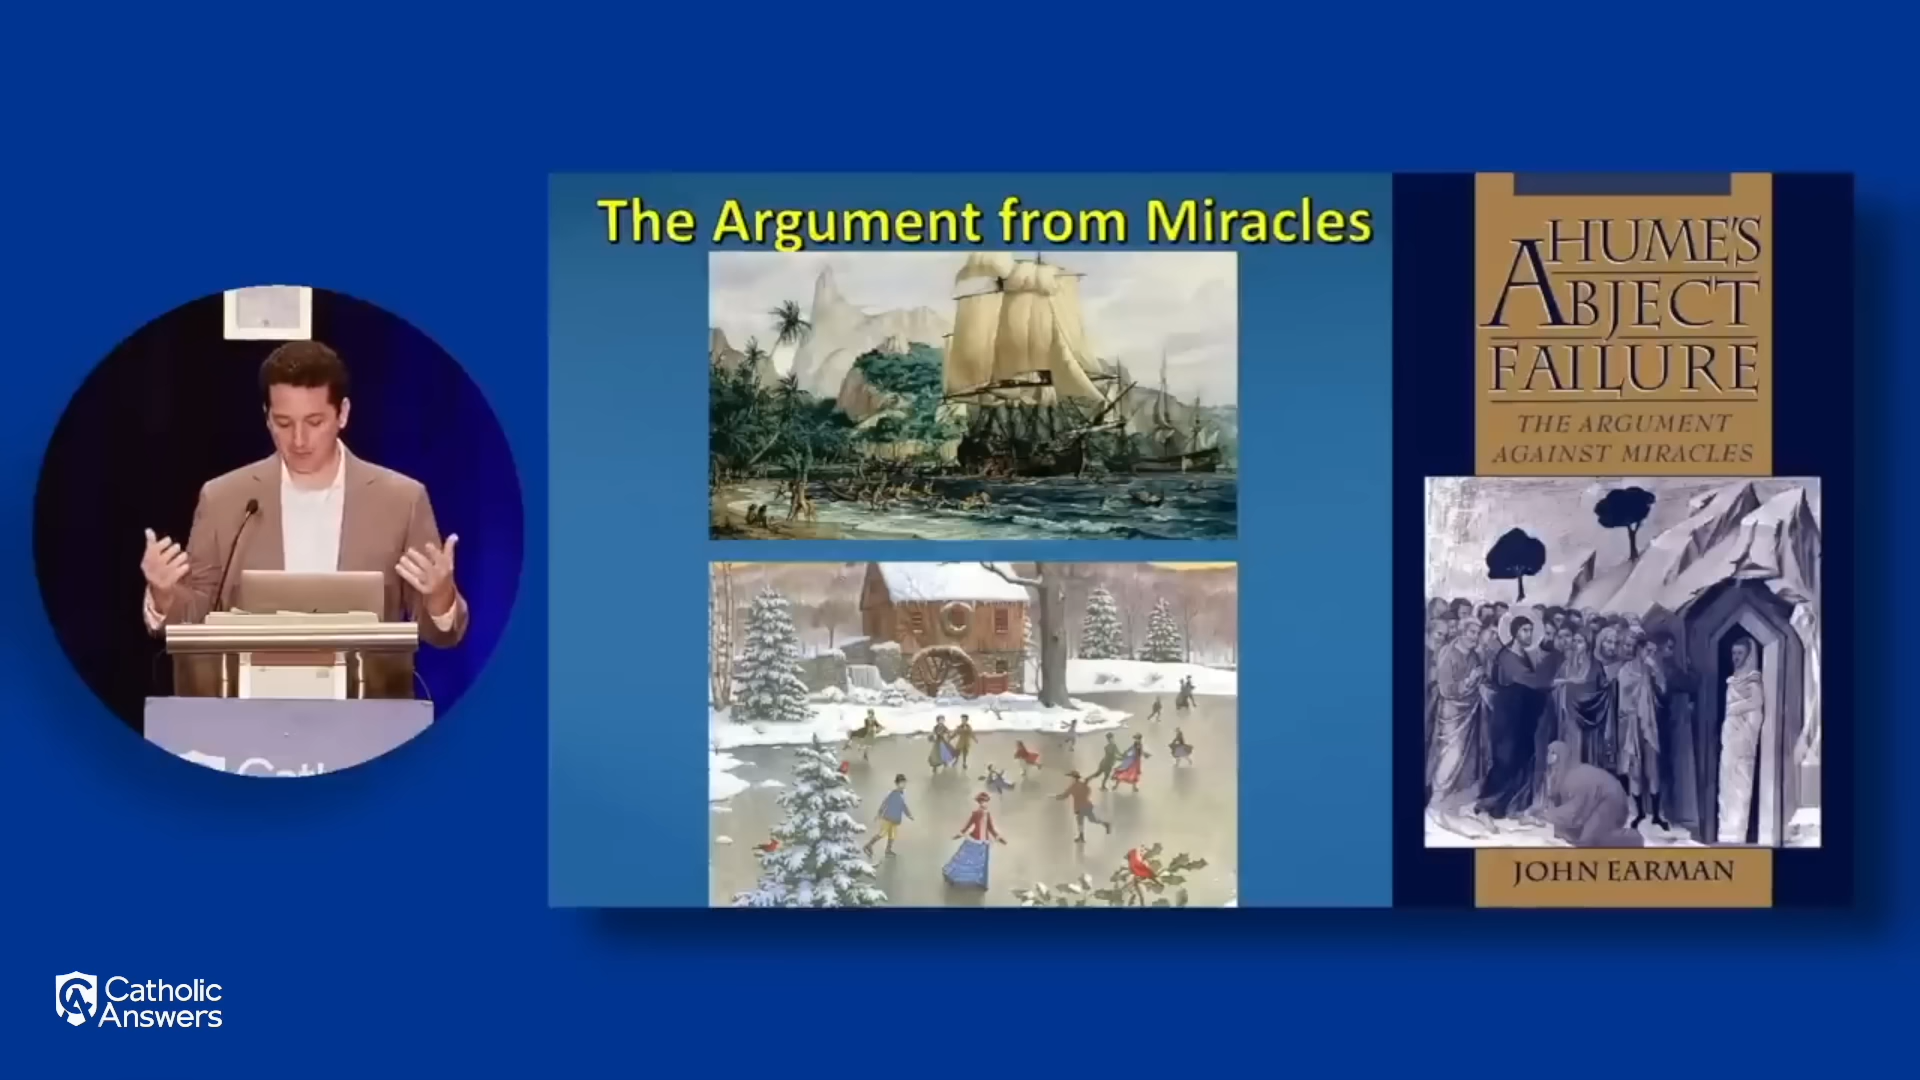 The Argument from Miracles
HUME'S
ABJECT
FAILURE
THE ARGUMENT
AGAINST MIRACLES
JOHN EARMAN
Catholic
Answers